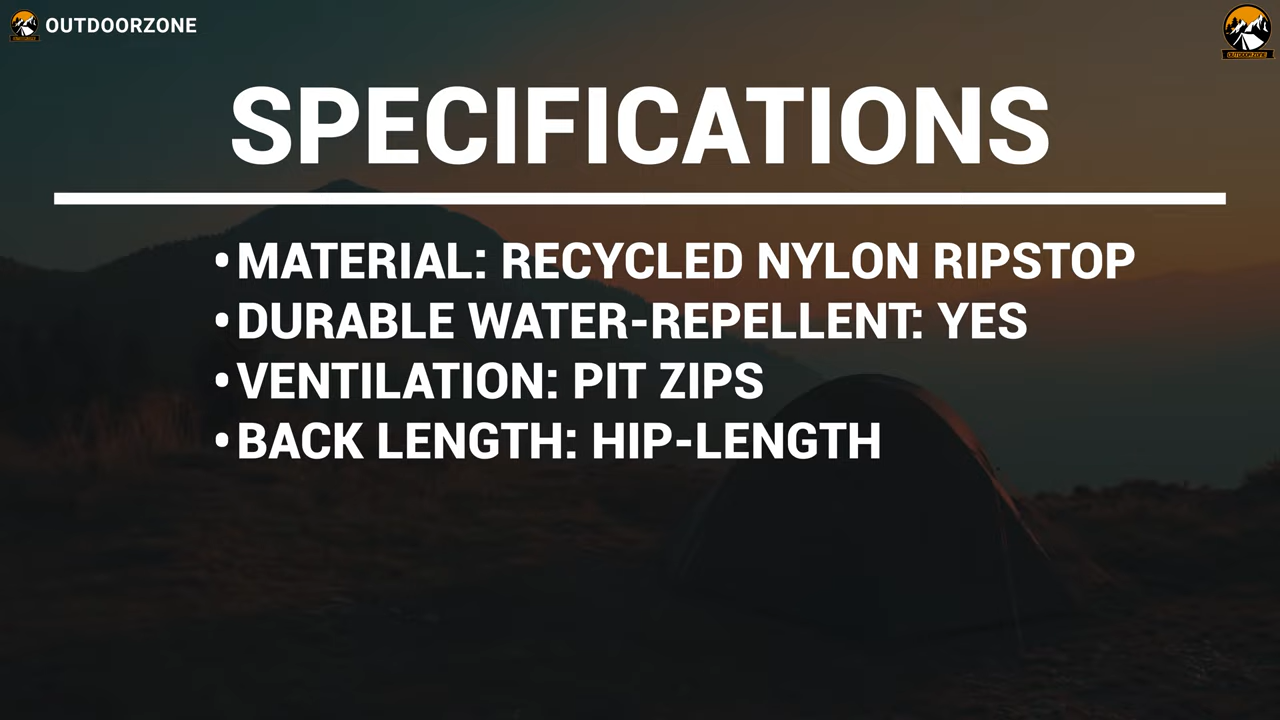 OUTDOORZONE
SPECIFICATIONS
• MATERIAL: RECYCLED NYLON RIPSTOP
• DURABLE WATER-REPELLENT: YES
• VENTILATION: PIT ZIPS
• BACK LENGTH: HIP-LENGTH